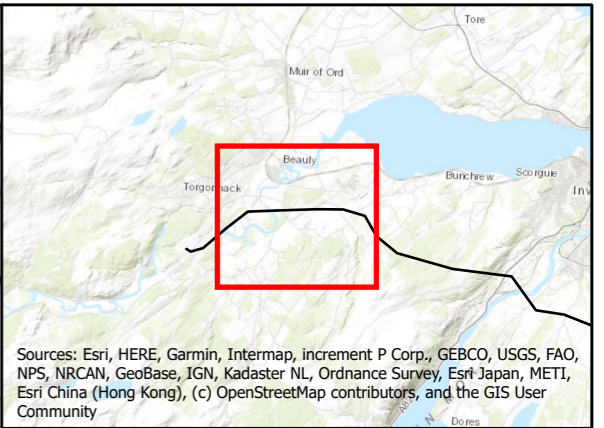 Tore
Muir of Ord
Beauly
Bunchrew
Scorguie
Torgormack
Inv
Sources: Esri, HERE, Garmin, Intermap, increment P Corp., GEBCO, USGS, FAO,
NPS, NRCAN, GeoBase, IGN, Kadaster NL, Ordnance Survey, Esri Japan, METI,
Esri China (Hong Kong), (c) OpenStreetMap contributors, and the GIS User
Community
Dores